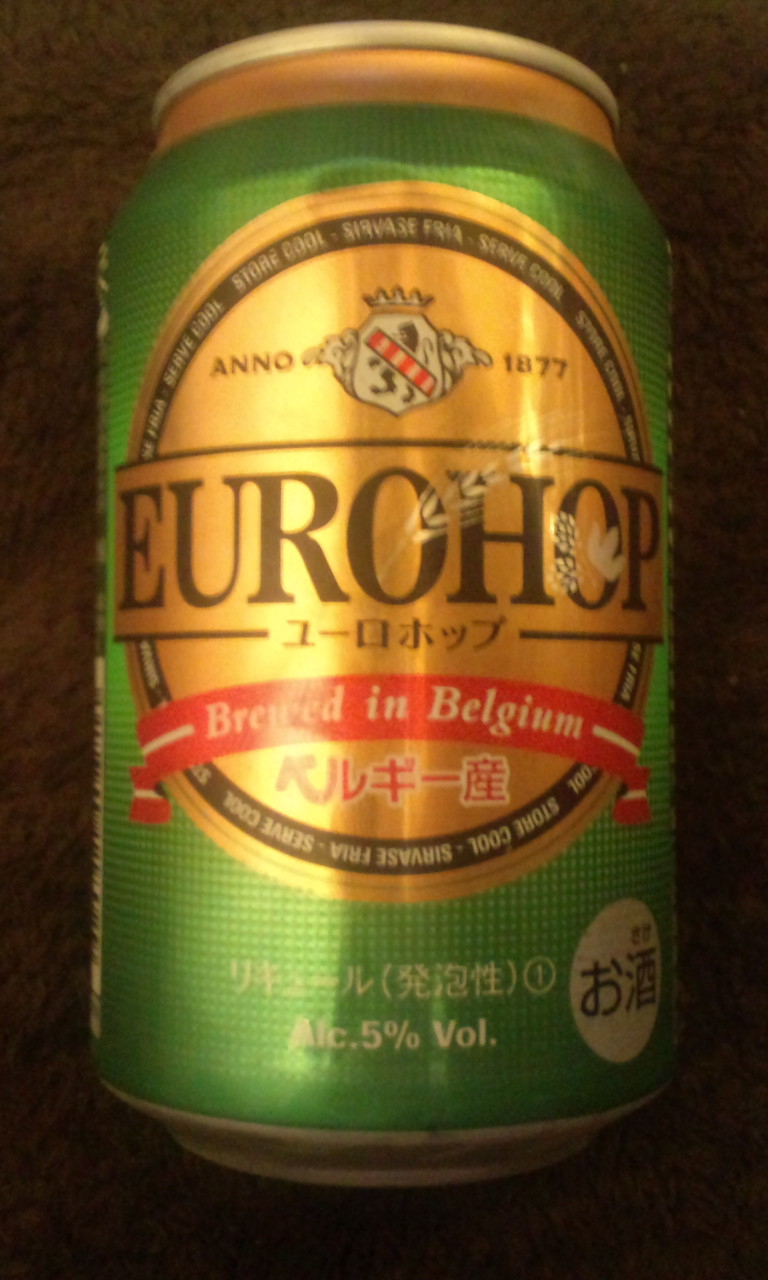 STORE COOL - SIRVASE FRIA - SERVE COOL
ANNO 1877
EUROHOP
ユーロホップ
Brewed in Belgium
ベルギー産
SERVE COOL - SIRVASE FRIA - STORE COOL
リキュール(発泡性)①
Alc.5% Vol.
さけ
お酒